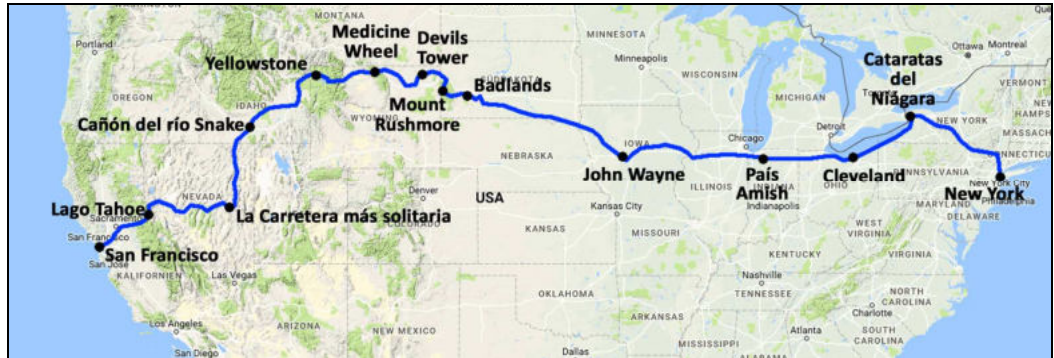 MONTANA
Portland
Medicine
Wheel
Devils
Tower
MINNESOTA
Minneapolis
Ottawa
Montreal
Cataratas
del
Niágara
Yellowstone
OREGON
IDAHO
Badlands
WISCONSIN
MICHIGAN
VERMONT
Mount
Rushmore
WYOMING
Cañón del río Snake
NEW YORK
Chicago
Detroit
IOWA
NEBRASKA
John Wayne
País
Amish
Cleveland
PENNSYLVANIA
New York
New York City
Philadelphia
ILLINOIS
INDIANA
Indianapolis
OHIO
MARYLAND
DELAWARE
NEVADA
Denver
USA
Lago Tahoe
Sacramento
La Carretera más solitaria
COLORADO
Kansas City
KANSAS
MISSOURI
WEST
VIRGINIA
San Francisco
San Francisco
San Jose
KALIFORNIEN
Las Vegas
KENTUCKY
VIRGINIA
Nashville
OKLAHOMA
TENNESSEE
NORTH
CAROLINA
Charlotte
Los Angeles
ARIZONA
NEW MEXICO
ARKANSAS
Atlanta
SOUTH
CAROLINA
San Diego
Dallas
MISSISSIPPI
ALABAMA